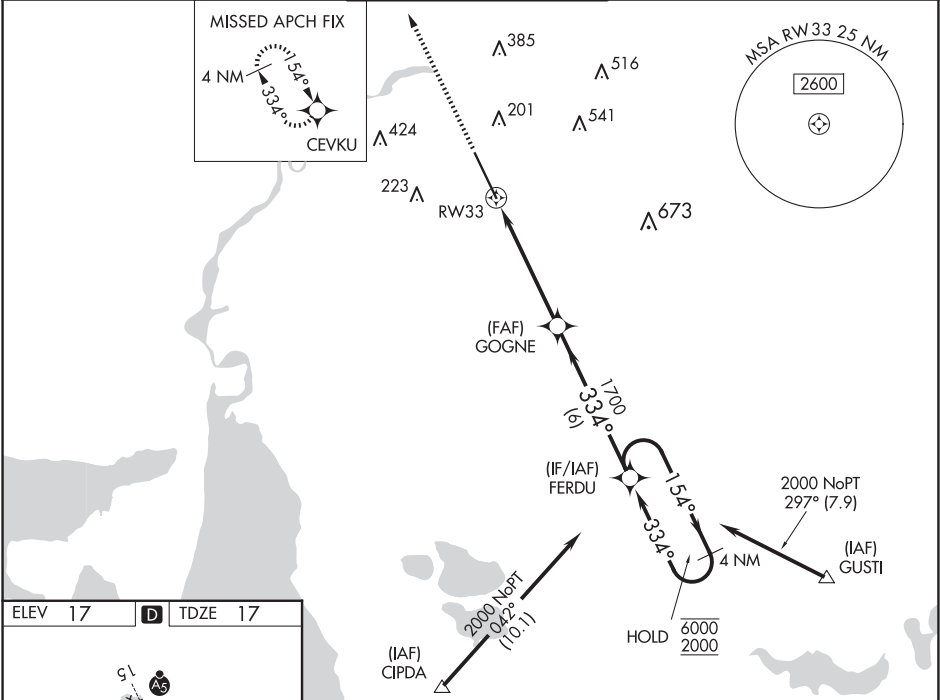 MISSED APCH FIX
4 NM
154°
334°
CEVKU
385
516
201
541
424
223
673
RW33
MSA RW33 25 NM
2600
(FAF)
GOGNE
1700
334°
(6)
(IF/IAF)
FERDU
154°
334°
4 NM
2000 NoPT
297° (7.9)
(IAF)
GUSTI
HOLD
6000
2000
2000 NoPT
042°
(10.1)
(IAF)
CIPDA
ELEV 17 D TDZE 17
15
A5